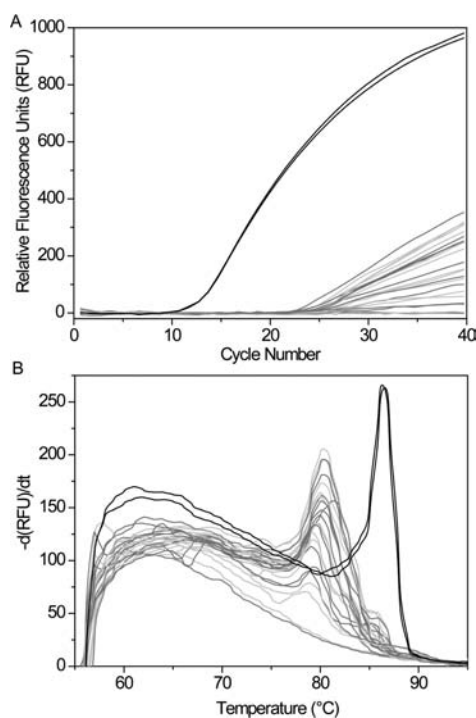 A
Relative Fluorescence Units (RFU)
1000
800
600
400
200
0
0 10 20 30 40
Cycle Number
B
-d(RFU)/dt
250
200
150
100
50
0
60 70 80 90
Temperature (°C)